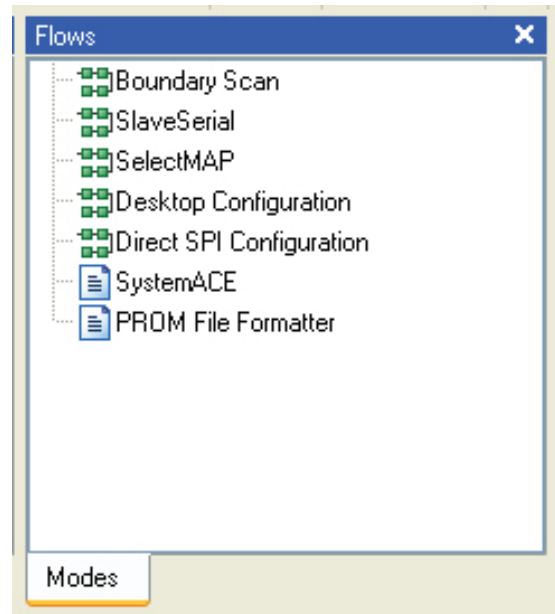 Flows
Boundary Scan
SlaveSerial
SelectMAP
Desktop Configuration
Direct SPI Configuration
SystemACE
PROM File Formatter
Modes